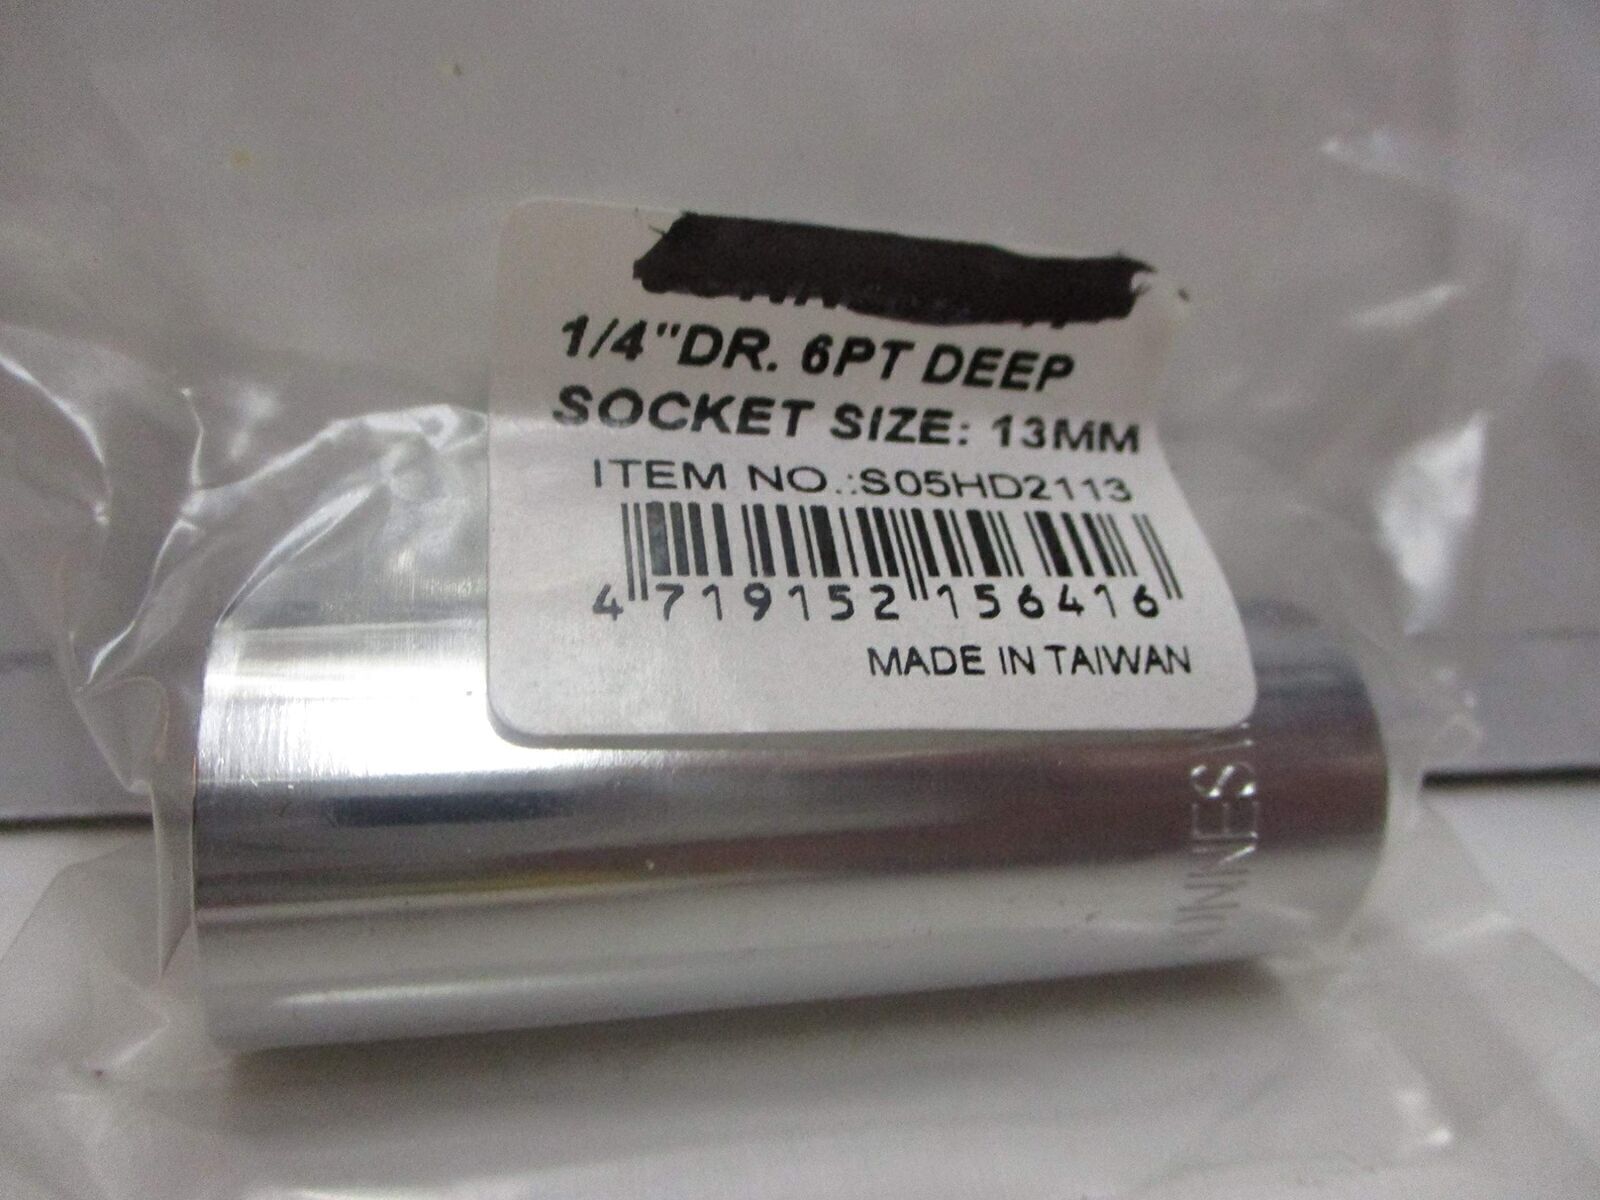 1/4"DR. 6PT DEEP
SOCKET SIZE: 13MM
ITEM NO.:S05HD2113
4 719152 156416
MADE IN TAIWAN